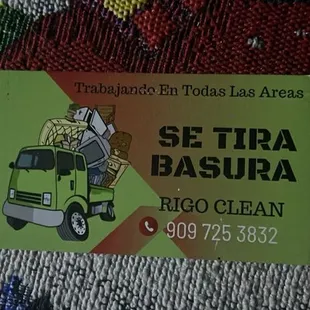 Trabajando En Todas Las Areas
SE TIRA
BASURA
RIGO CLEAN
909 725 3832